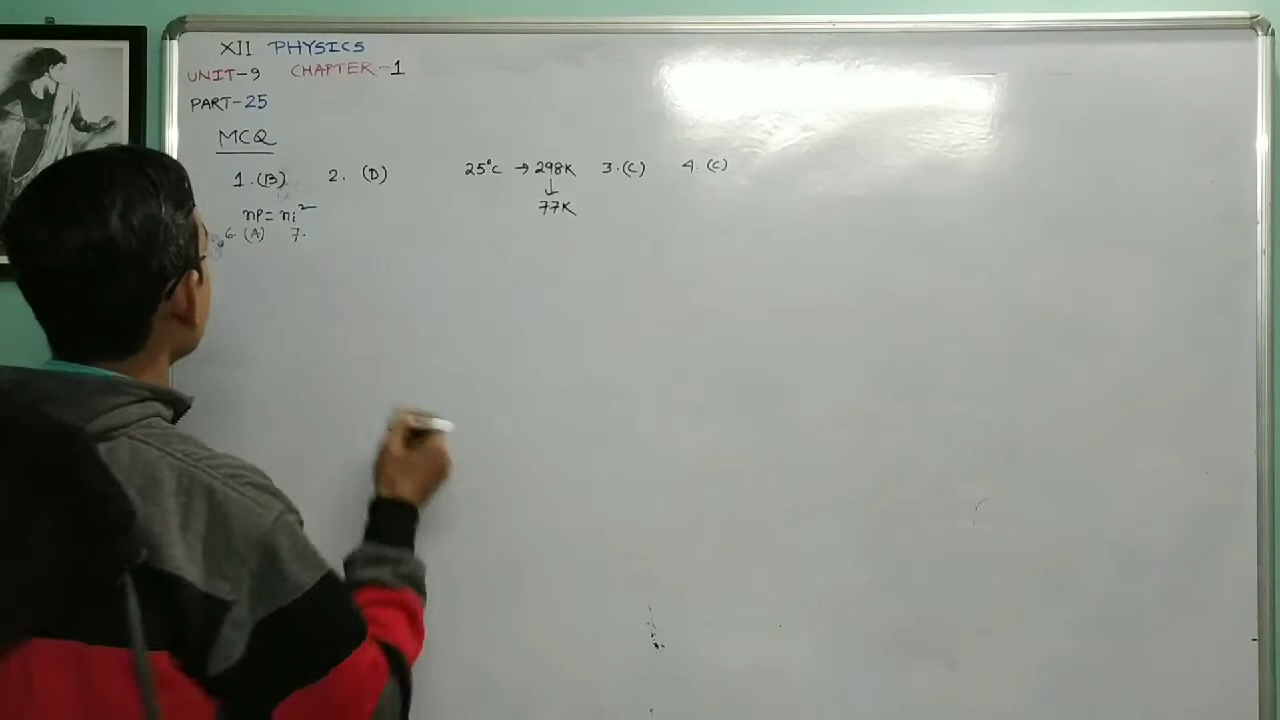 XII PHYSICS
UNIT-9 CHAPTER-1
PART-25
MCQ
1.(B) 2. (D) 25°C → 298K 3.(C) 4.(C)
↓
77K
np = ni²
6. (A) 7.